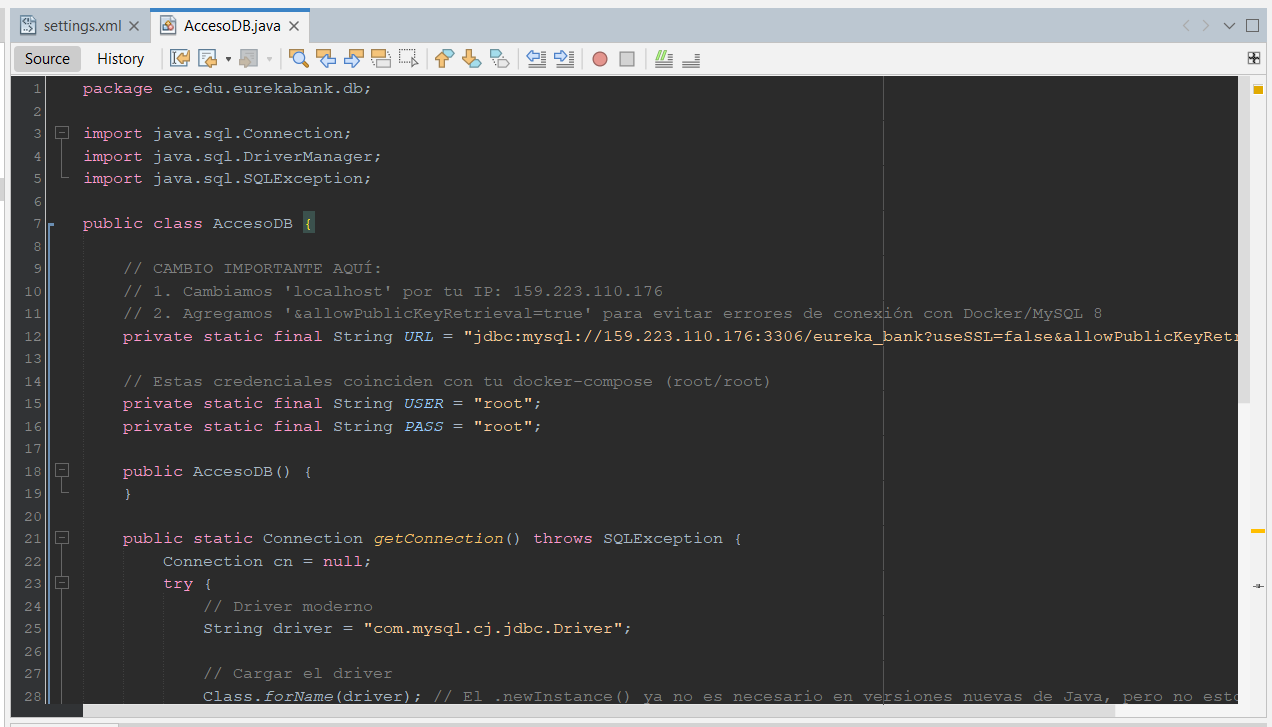 settings.xml
AccesoDB.java
Source
History
1 package ec.edu.eurekabank.db;
2
3 import java.sql.Connection;
4 import java.sql.DriverManager;
5 import java.sql.SQLException;
6
7 public class AccesoDB {
8
9 // CAMBIO IMPORTANTE AQUÍ:
10 // 1. Cambiamos 'localhost' por tu IP: 159.223.110.176
11 // 2. Agregamos '&allowPublicKeyRetrieval=true' para evitar errores de conexión con Docker/MySQL 8
12 private static final String URL = "jdbc:mysql://159.223.110.176:3306/eureka_bank?useSSL=false&allowPublicKeyRetr
13
14 // Estas credenciales coinciden con tu docker-compose (root/root)
15 private static final String USER = "root";
16 private static final String PASS = "root";
17
18 public AccesoDB() {
19 }
20
21 public static Connection getConnection() throws SQLException {
22 Connection cn = null;
23 try {
24 // Driver moderno
25 String driver = "com.mysql.cj.jdbc.Driver";
26
27 // Cargar el driver
28 Class.forName(driver); // El .newInstance() ya no es necesario en versiones nuevas de Java, pero no esto